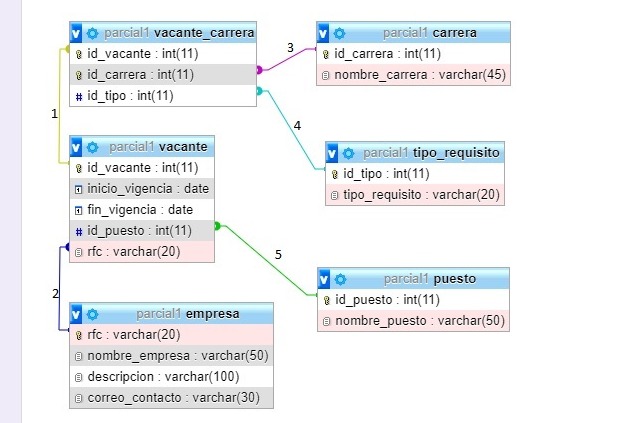 parcial1 vacante_carrera
id_vacante : int(11)
id_carrera : int(11)
id_tipo : int(11)
3
parcial1 carrera
id_carrera : int(11)
nombre_carrera : varchar(45)
1
4
parcial1 vacante
id_vacante : int(11)
inicio_vigencia : date
fin_vigencia : date
id_puesto : int(11)
rfc : varchar(20)
parcial1 tipo_requisito
id_tipo : int(11)
tipo_requisito : varchar(20)
5
2
parcial1 empresa
rfc : varchar(20)
nombre_empresa : varchar(50)
descripcion : varchar(100)
correo_contacto : varchar(30)
parcial1 puesto
id_puesto : int(11)
nombre_puesto : varchar(50)